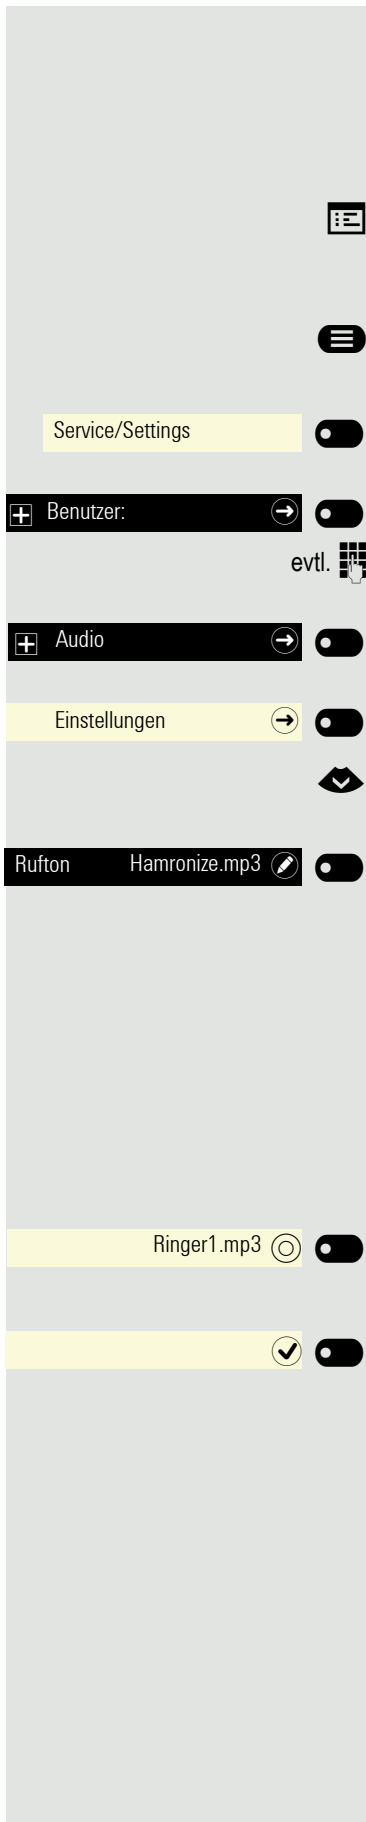 Service/Settings
Benutzer:
evtl.
Audio
Einstellungen
Rufton Hamronize.mp3
Ringer1.mp3